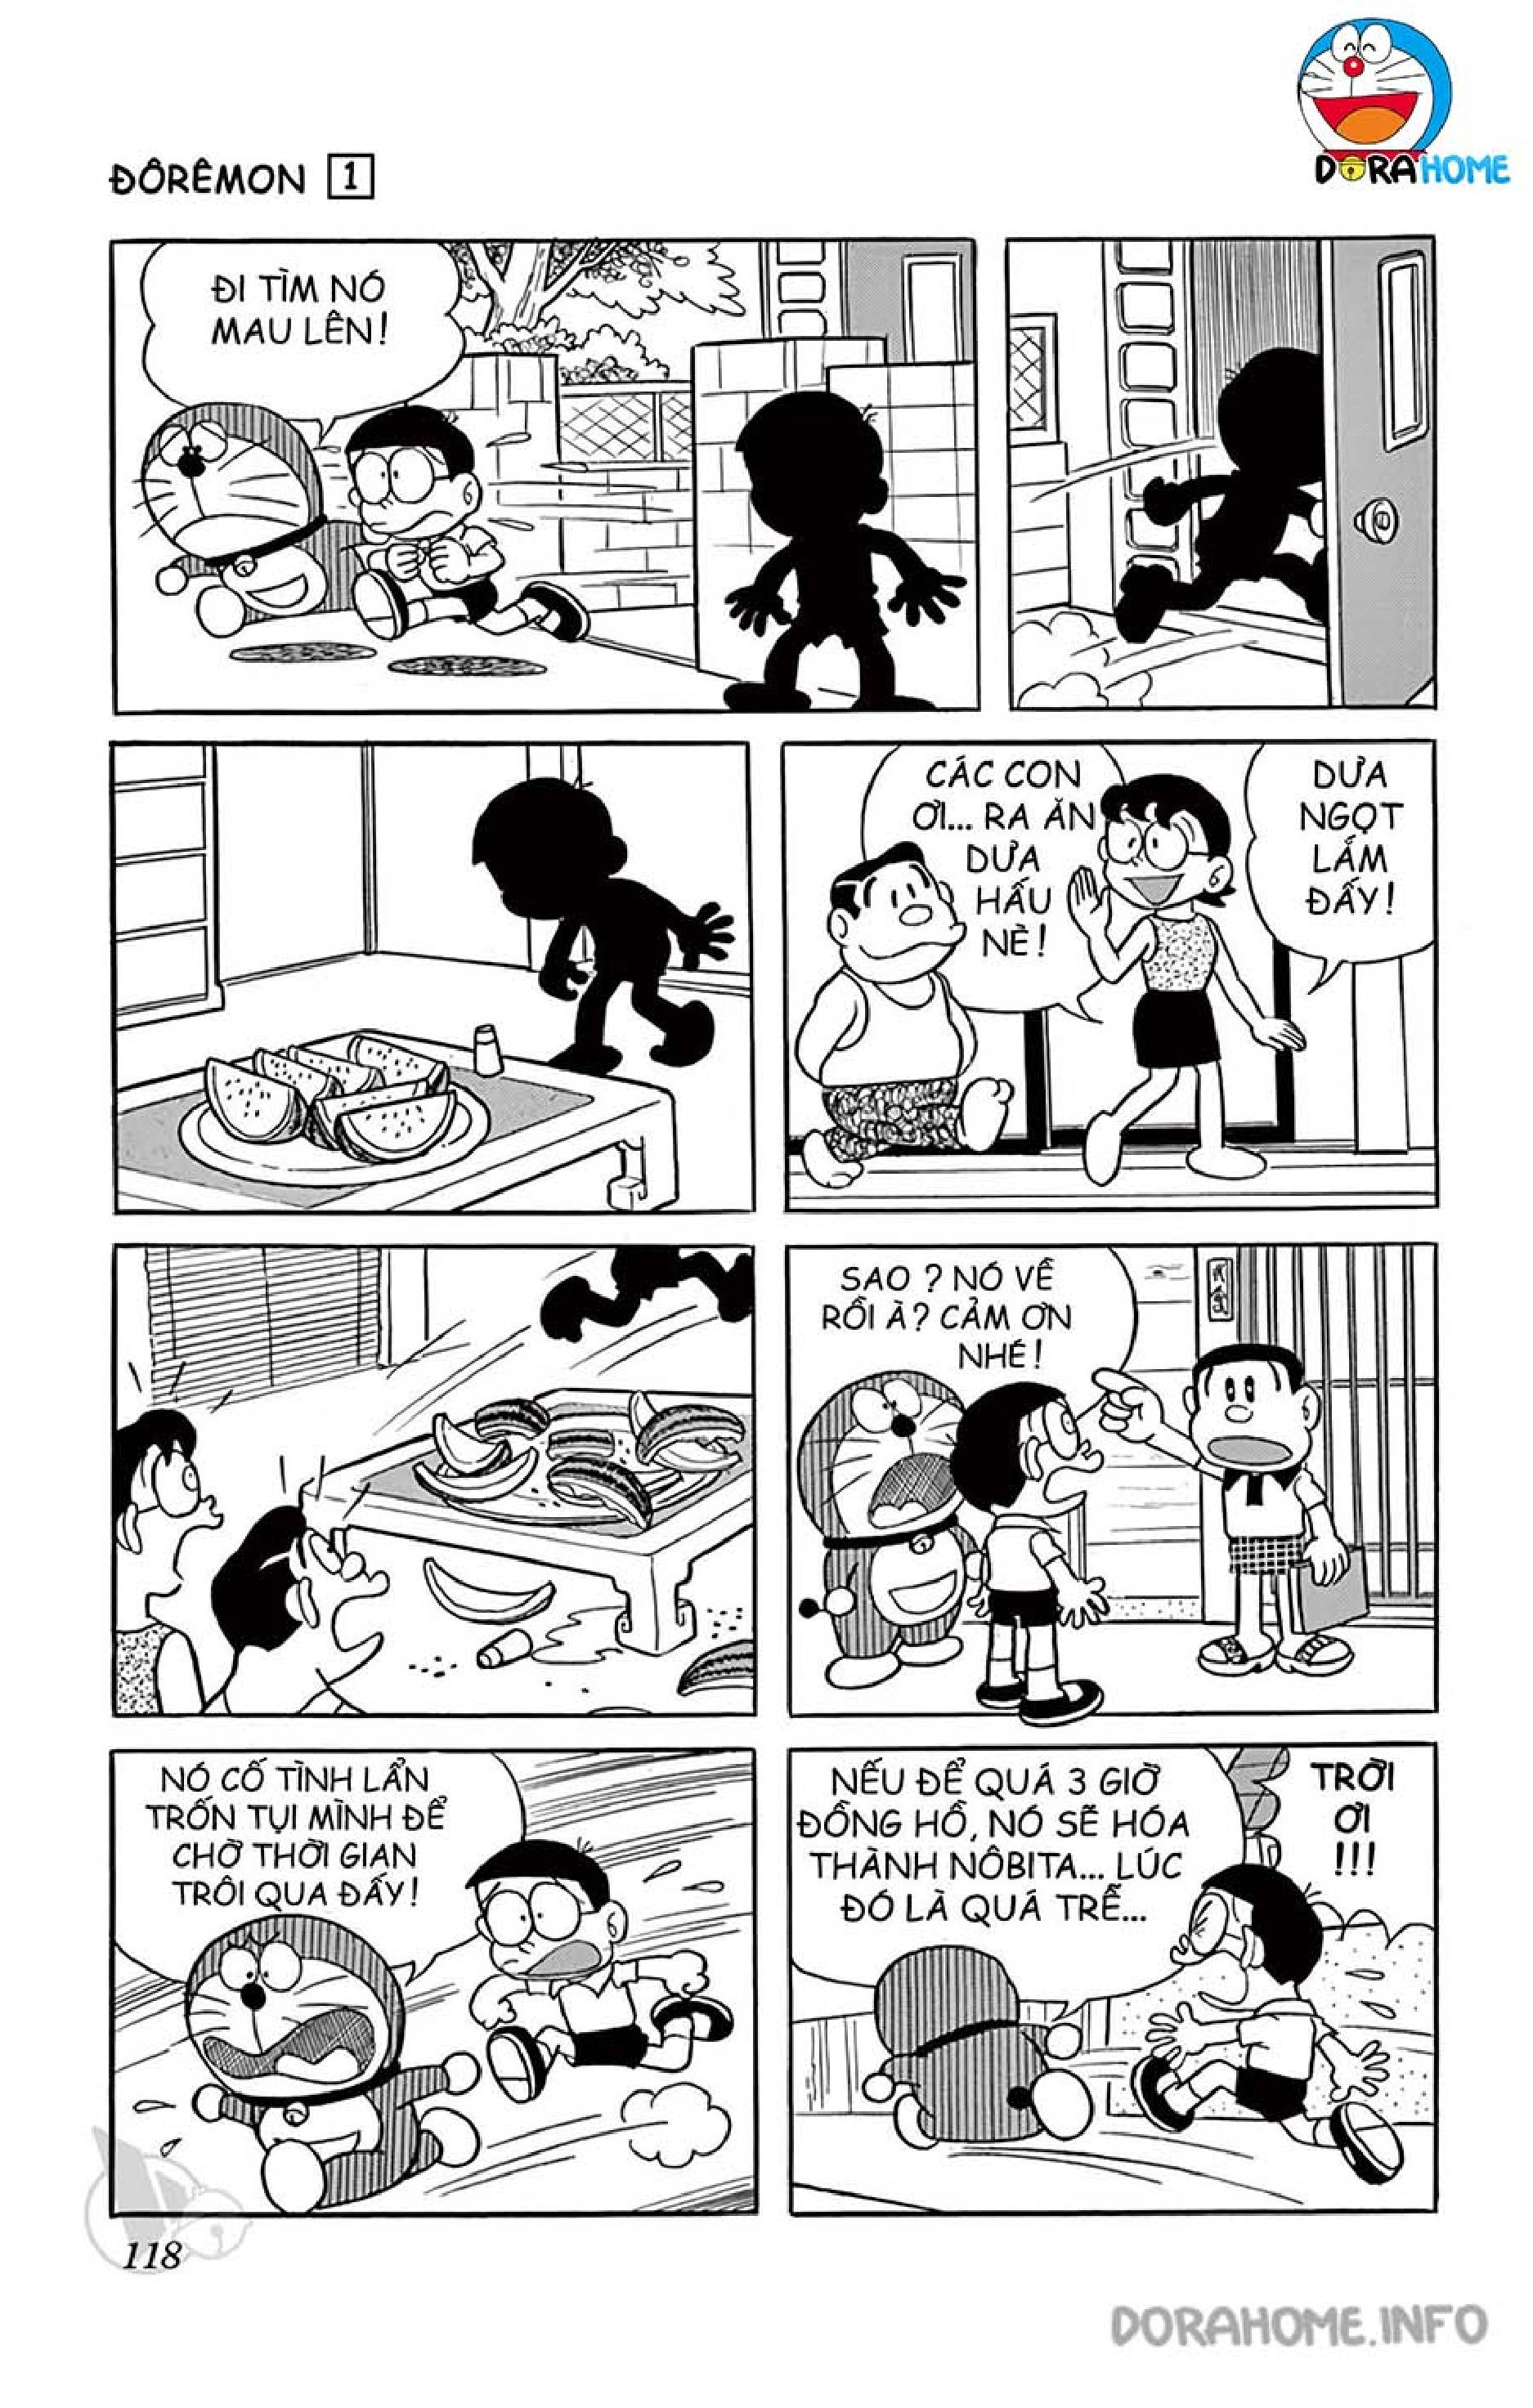 DORAHOME
ĐÔRÊMON 1
ĐI TÌM NÓ
MAU LÊN!
CÁC CON
ƠI... RA ĂN
DƯA
HẤU
NÈ!
DƯA
NGỌT
LẮM
ĐẤY!
SAO? NÓ VỀ
RỒI À? CẢM ƠN
NHÉ!
NÓ CỐ TÌNH LẨN
TRỐN TỤI MÌNH ĐỂ
CHỜ THỜI GIAN
TRÔI QUA ĐẤY!
NẾU ĐỂ QUÁ 3 GIỜ
ĐỒNG HỒ, NÓ SẼ HÓA
THÀNH NÔBITA... LÚC
ĐÓ LÀ QUÁ TRỄ...
TRỜI
ƠI
!!!
118
DORAHOME.INFO